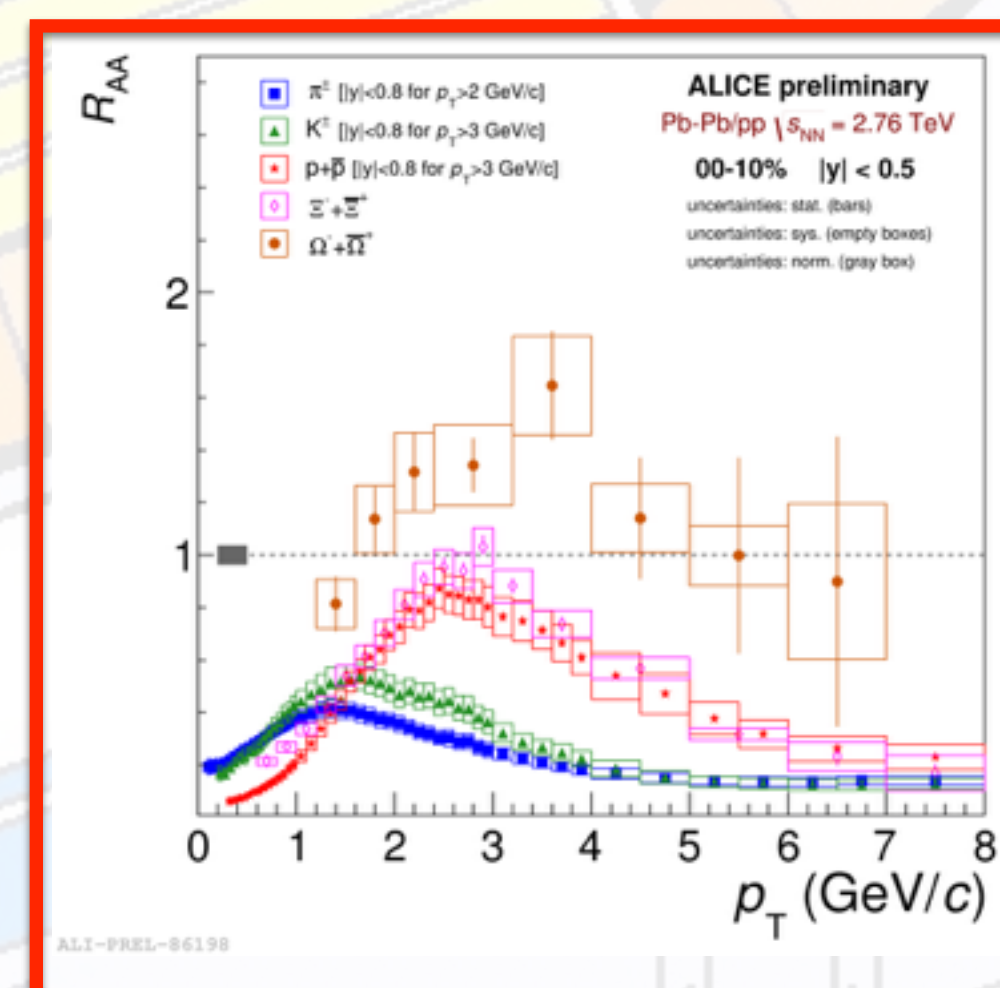 R_AA
π± [|y|<0.8 for p_T>2 GeV/c]
K± [|y|<0.8 for p_T>3 GeV/c]
p+p̅ [|y|<0.8 for p_T>3 GeV/c]
Ξ⁻+Ξ̅⁺
Ω⁻+Ω̅⁺
ALICE preliminary
Pb-Pb/pp √s_NN = 2.76 TeV
00-10% |y| < 0.5
uncertainties: stat. (bars)
uncertainties: sys. (empty boxes)
uncertainties: norm. (gray box)
2
1
0 1 2 3 4 5 6 7 8
p_T (GeV/c)
ALI-PREL-86198